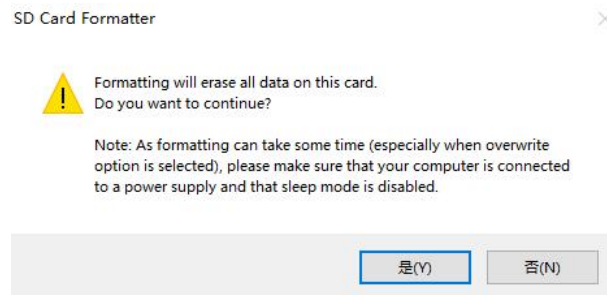 SD Card Formatter
Formatting will erase all data on this card.
Do you want to continue?
Note: As formatting can take some time (especially when overwrite
option is selected), please make sure that your computer is connected
to a power supply and that sleep mode is disabled.
是(Y) 否(N)